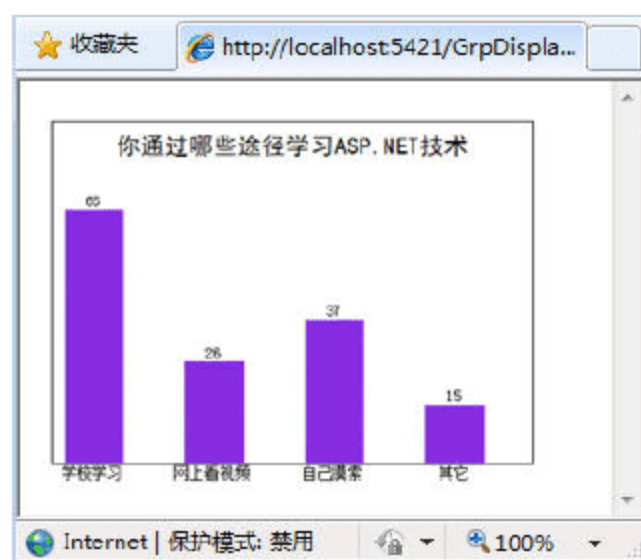 收藏夹 http://localhost:5421/GrpDispla...
你通过哪些途径学习ASP.NET技术
65
26
37
15
学校学习 网上看视频 自己摸索 其它
Internet | 保护模式: 禁用 100%